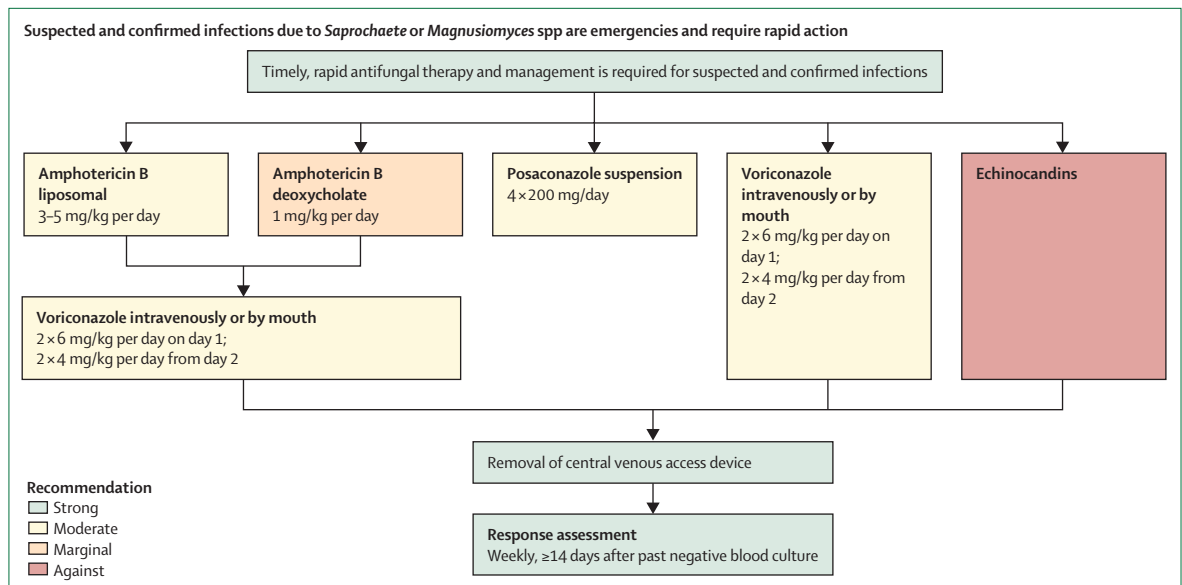 Suspected and confirmed infections due to Saprochaete or Magnusiomyces spp are emergencies and require rapid action
Timely, rapid antifungal therapy and management is required for suspected and confirmed infections
Amphotericin B
liposomal
3–5 mg/kg per day
Amphotericin B
deoxycholate
1 mg/kg per day
Posaconazole suspension
4 × 200 mg/day
Voriconazole
intravenously or by
mouth
2 × 6 mg/kg per day on
day 1;
2 × 4 mg/kg per day from
day 2
Echinocandins
Voriconazole intravenously or by mouth
2 × 6 mg/kg per day on day 1;
2 × 4 mg/kg per day from day 2
Removal of central venous access device
Response assessment
Weekly, ≥14 days after past negative blood culture
Recommendation
Strong
Moderate
Marginal
Against